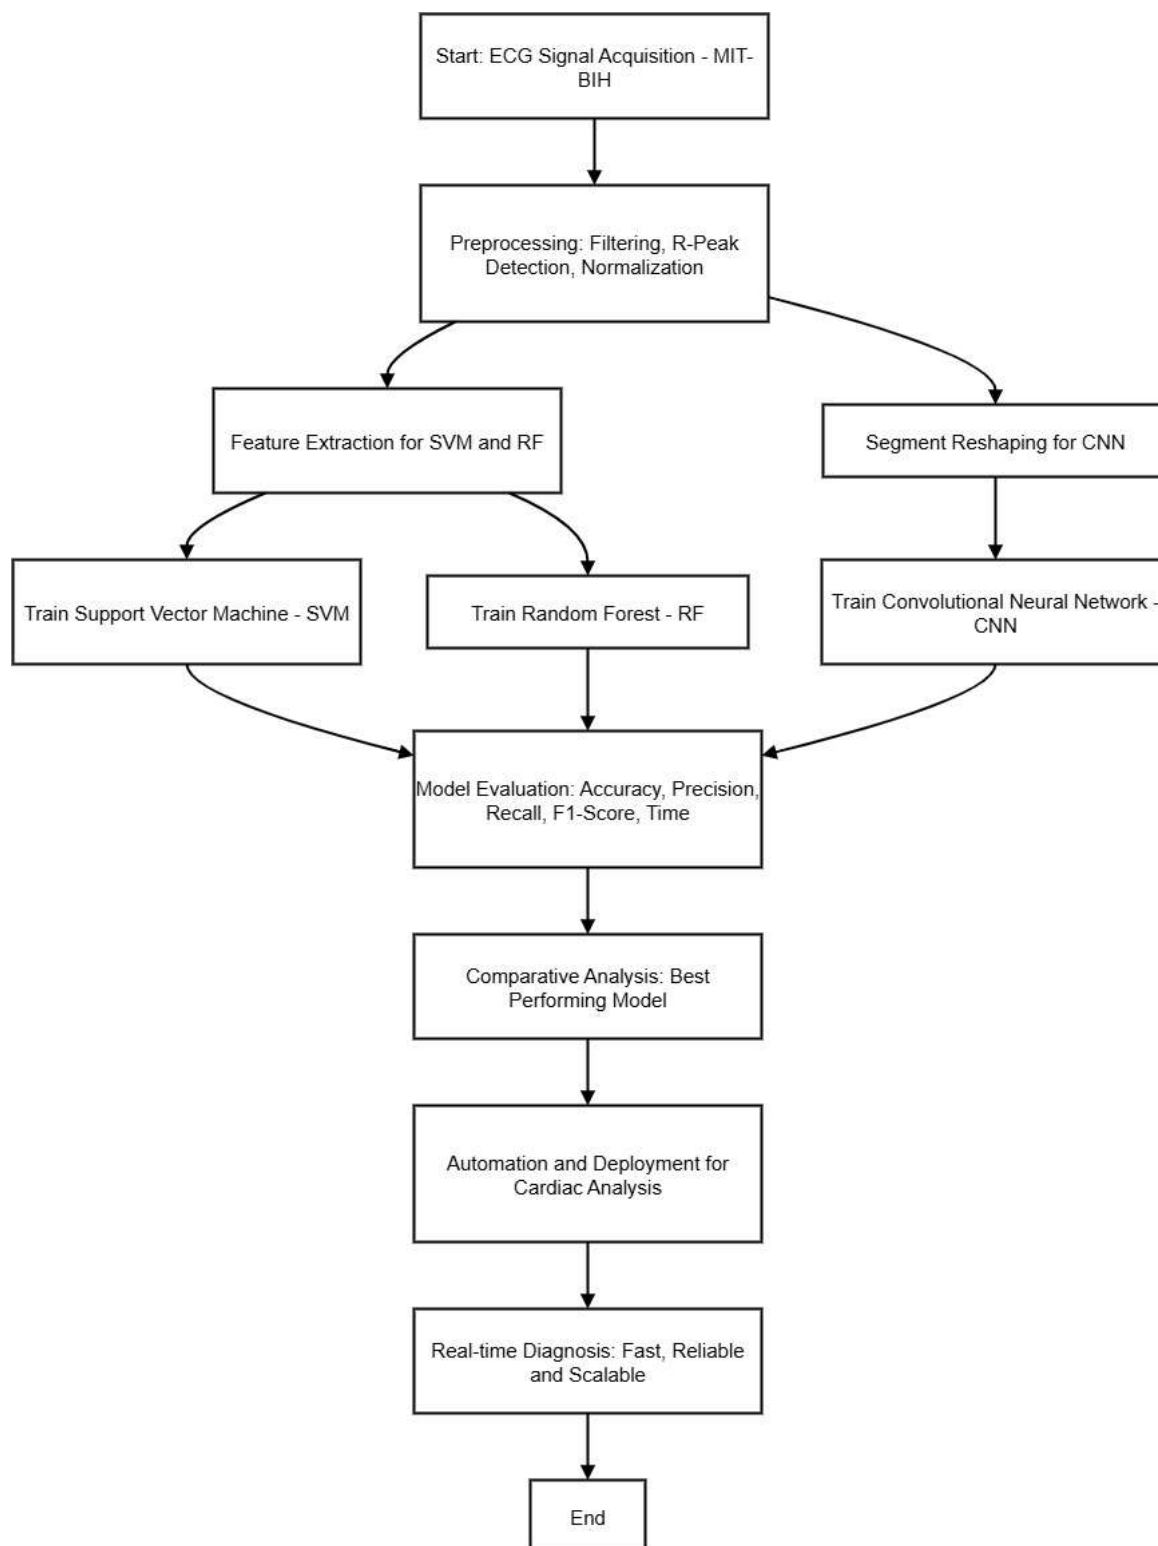 Start: ECG Signal Acquisition - MIT-
BIH
Preprocessing: Filtering, R-Peak
Detection, Normalization
Feature Extraction for SVM and RF
Segment Reshaping for CNN
Train Support Vector Machine - SVM
Train Random Forest - RF
Train Convolutional Neural Network -
CNN
Model Evaluation: Accuracy, Precision,
Recall, F1-Score, Time
Comparative Analysis: Best
Performing Model
Automation and Deployment for
Cardiac Analysis
Real-time Diagnosis: Fast, Reliable
and Scalable
End